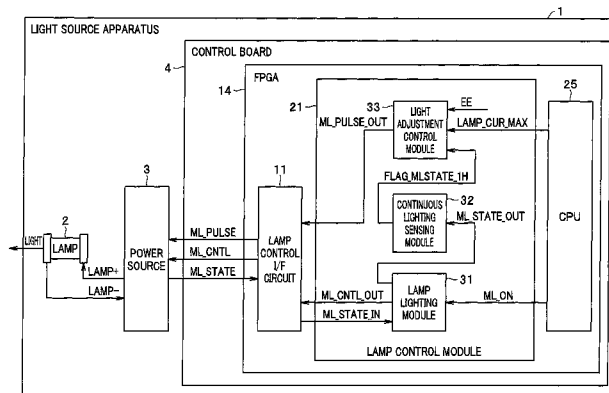 1
LIGHT SOURCE APPARATUS
4
CONTROL BOARD
14
FPGA
21
33
25
EE
ML_PULSE_OUT
LIGHT
ADJUSTMENT
CONTROL
MODULE
LAMP_CUR_MAX
11
FLAG_MLSTATE_1H
3
32
2
CONTINUOUS
LIGHTING
SENSING
MODULE
ML_STATE_OUT
CPU
LIGHT
LAMP
POWER
SOURCE
ML_PULSE
ML_CNTL
ML_STATE
LAMP
CONTROL
I/F
CIRCUIT
LAMP+
LAMP-
31
ML_CNTL_OUT
ML_STATE_IN
LAMP
LIGHTING
MODULE
ML_ON
LAMP CONTROL MODULE